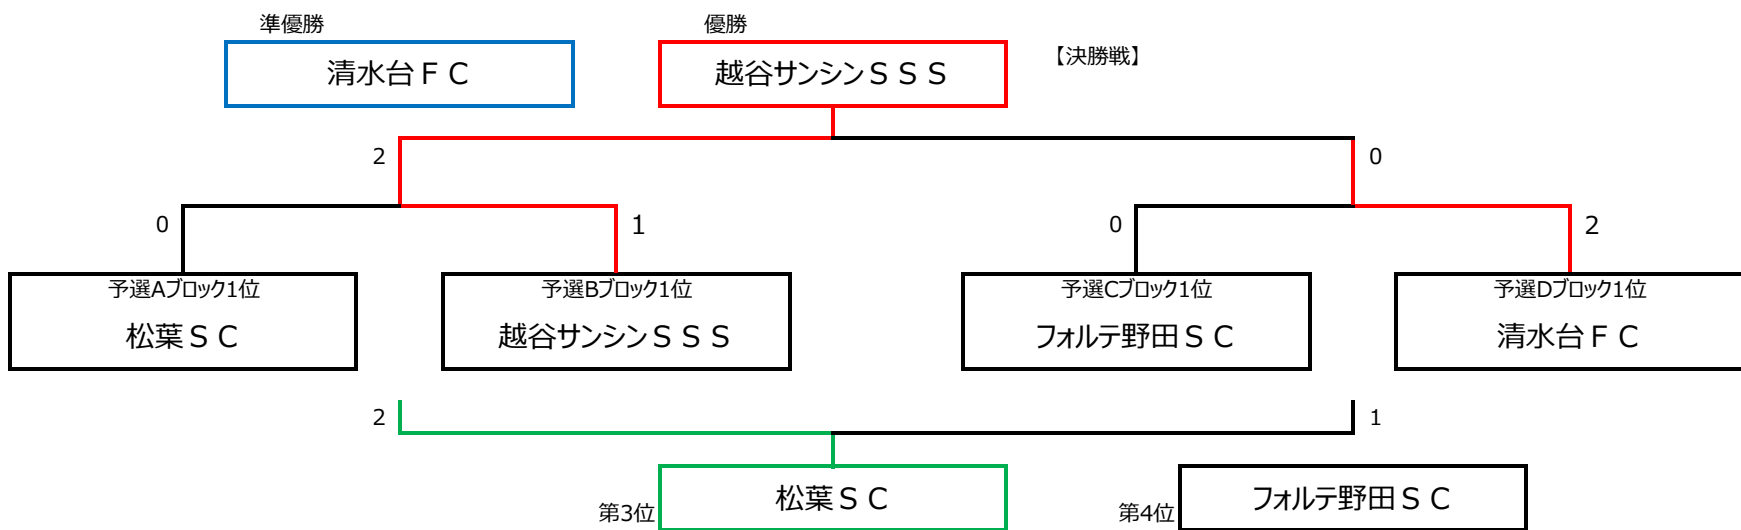 準優勝
優勝
清水台ＦＣ
越谷サンシンＳＳＳ
【決勝戦】
2
0
0
1
0
2
予選Aブロック1位
予選Bブロック1位
予選Cブロック1位
予選Dブロック1位
松葉ＳＣ
越谷サンシンＳＳＳ
フォルテ野田ＳＣ
清水台ＦＣ
2
1
第3位
松葉ＳＣ
第4位
フォルテ野田ＳＣ